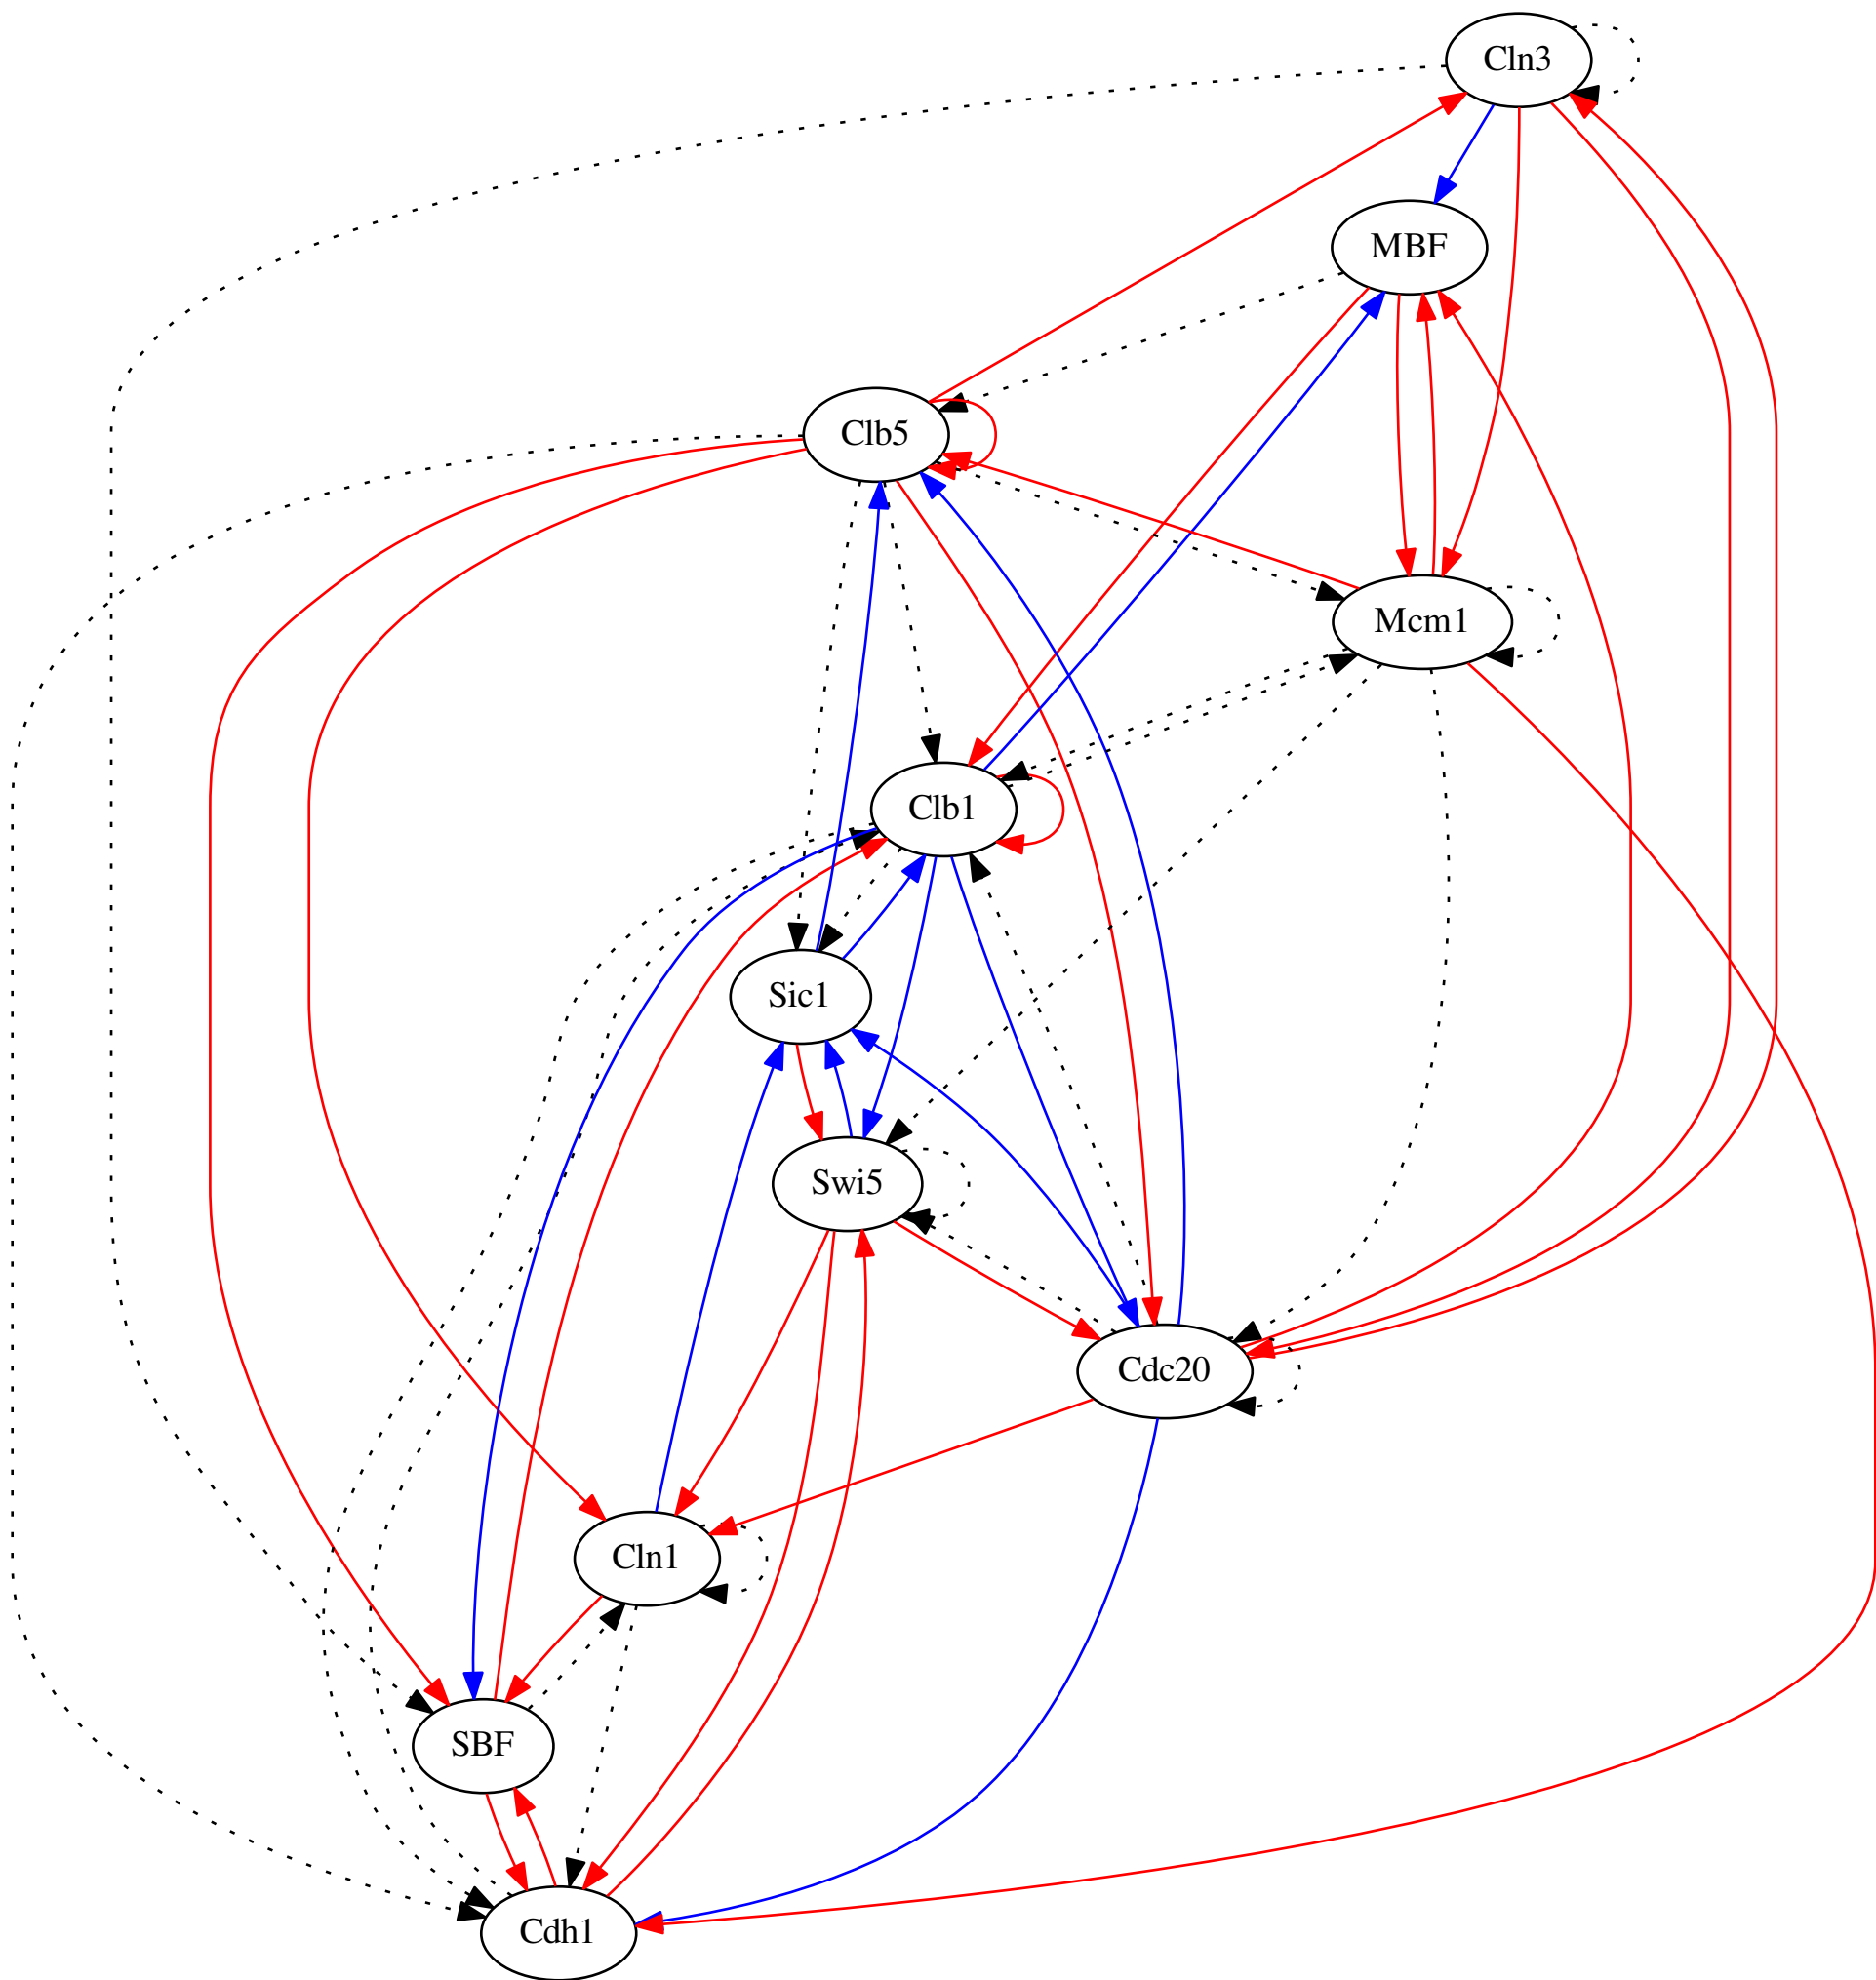 Cln3
MBF
Clb5
Mcm1
Clb1
Sic1
Swi5
Cdc20
Cln1
SBF
Cdh1